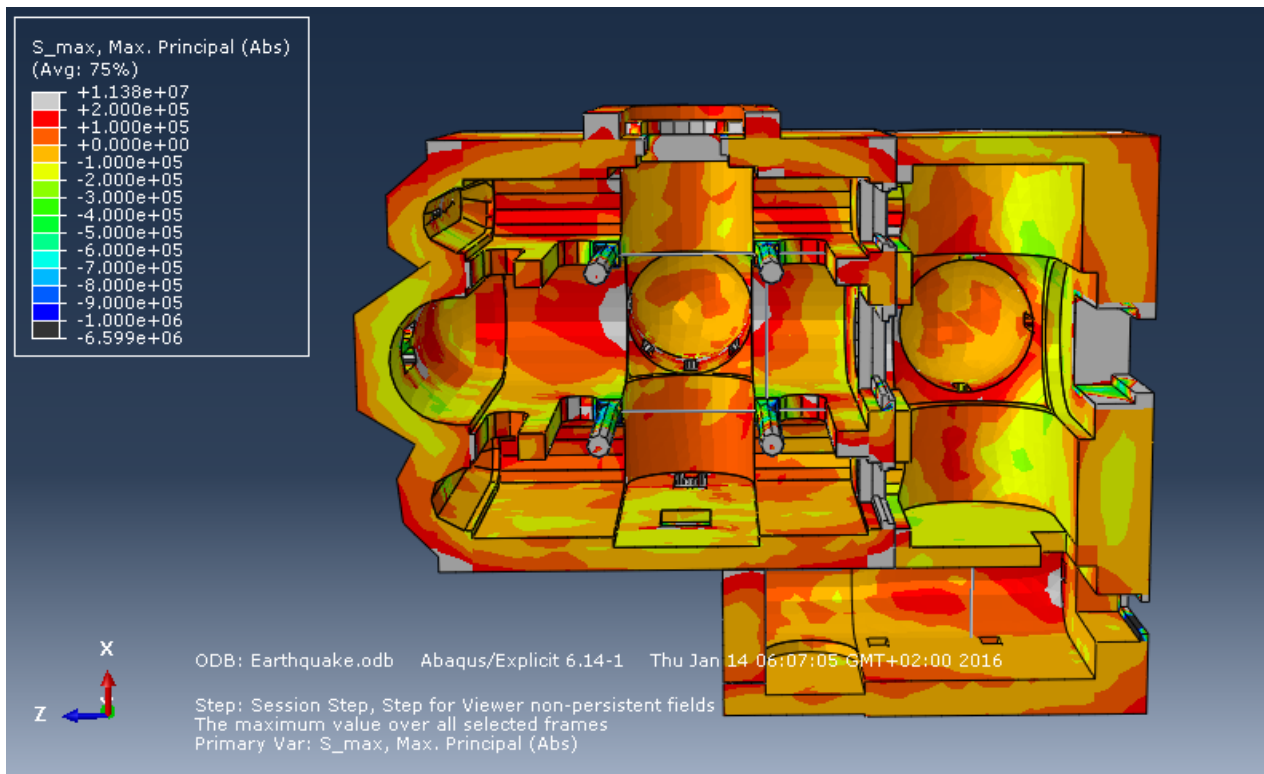 S_max, Max. Principal (Abs)
(Avg: 75%)
+1.138e+07
+2.000e+05
+1.000e+05
+0.000e+00
-1.000e+05
-2.000e+05
-3.000e+05
-4.000e+05
-5.000e+05
-6.000e+05
-7.000e+05
-8.000e+05
-9.000e+05
-1.000e+06
-6.599e+06
X
Z
ODB: Earthquake.odb Abaqus/Explicit 6.14-1 Thu Jan 14 06:07:05 GMT+02:00 2016
Step: Session Step, Step for Viewer non-persistent fields
The maximum value over all selected frames
Primary Var: S_max, Max. Principal (Abs)